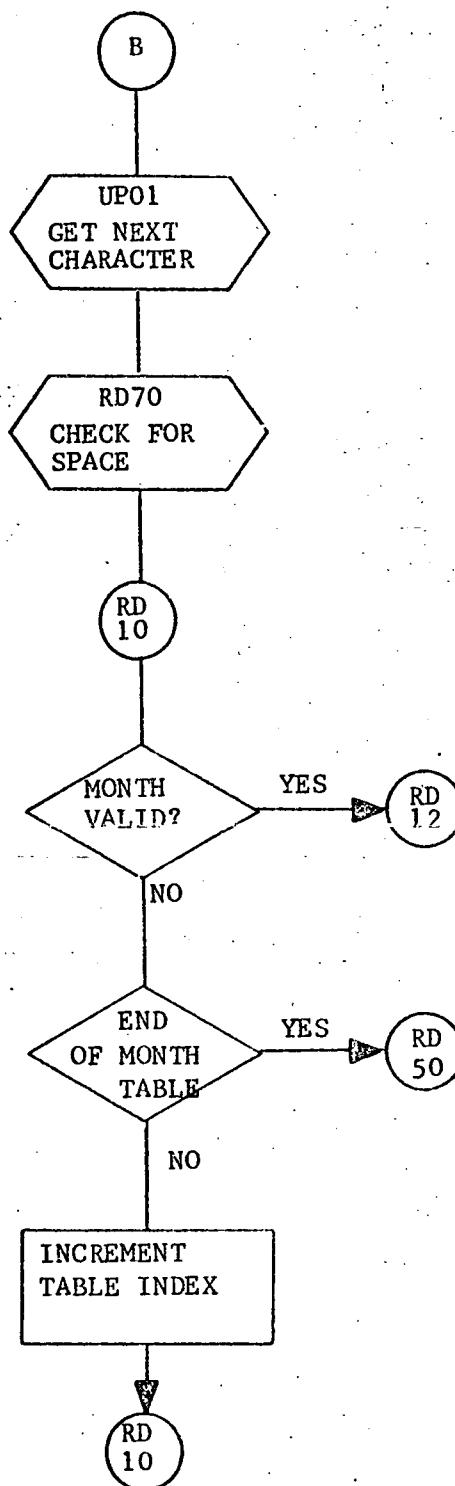 B
UP01
GET NEXT
CHARACTER
RD70
CHECK FOR
SPACE
RD
10
MONTH
VALID?
YES
RD
12
NO
END
OF MONTH
TABLE
YES
RD
50
NO
INCREMENT
TABLE INDEX
RD
10